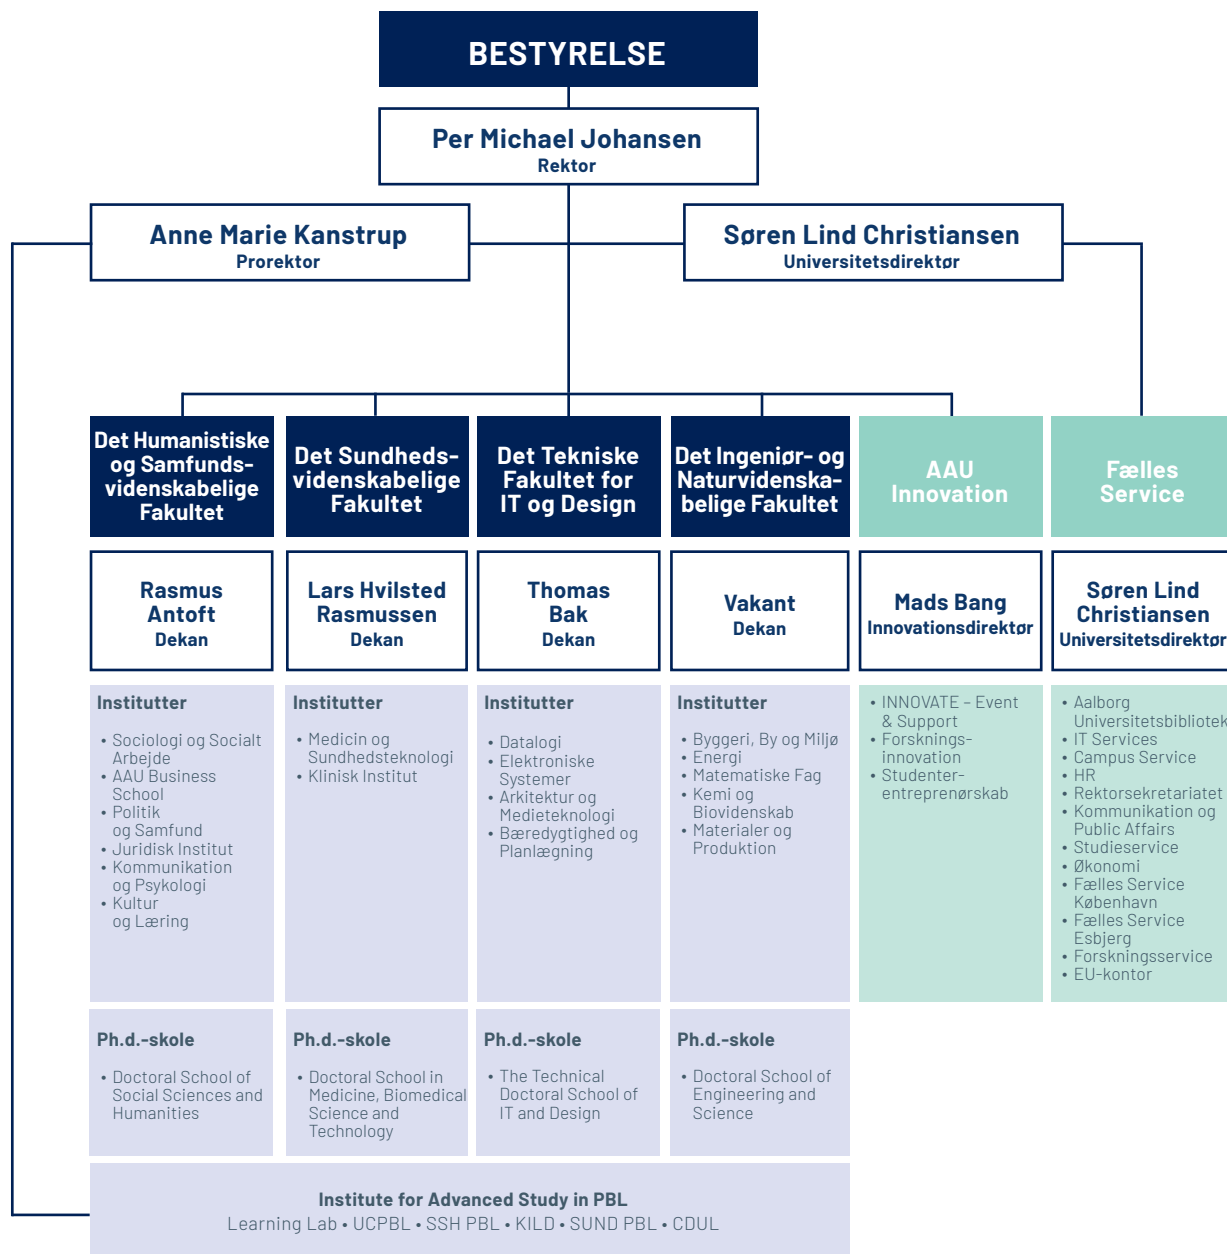 BESTYRELSE
Per Michael Johansen
Rektor
Anne Marie Kanstrup
Prorektor
Søren Lind Christiansen
Universitetsdirektør
Det Humanistiske
og Samfunds-
videnskabelige
Fakultet
Rasmus
Antoft
Dekan
Institutter
• Sociologi og Socialt
Arbejde
• AAU Business
School
• Politik
og Samfund
• Juridisk Institut
• Kommunikation
og Psykologi
• Kultur
og Læring
Ph.d.-skole
• Doctoral School of
Social Sciences and
Humanities
Det Sundheds-
videnskabelige
Fakultet
Lars Hvilsted
Rasmussen
Dekan
Institutter
• Medicin og
Sundhedsteknologi
• Klinisk Institut
Ph.d.-skole
• Doctoral School in
Medicine, Biomedical
Science and
Technology
Det Tekniske
Fakultet for
IT og Design
Thomas
Bak
Dekan
Institutter
• Datalogi
• Elektroniske
Systemer
• Arkitektur og
Medieteknologi
• Bæredygtighed og
Planlægning
Ph.d.-skole
• The Technical
Doctoral School of
IT and Design
Det Ingeniør- og
Naturvidenska-
belige Fakultet
Vakant
Dekan
Institutter
• Byggeri, By og Miljø
• Energi
• Matematiske Fag
• Kemi og
Biovidenskab
• Materialer og
Produktion
Ph.d.-skole
• Doctoral School of
Engineering and
Science
AAU
Innovation
Mads Bang
Innovationsdirektør
• INNOVATE – Event
& Support
• Forsknings-
innovation
• Studenter-
entreprenørskab
Fælles
Service
Søren Lind
Christiansen
Universitetsdirektør
• Aalborg
Universitetsbibliotek
• IT Services
• Campus Service
• HR
• Rektorsekretariatet
• Kommunikation og
Public Affairs
• Studieservice
• Økonomi
• Fælles Service
København
• Fælles Service
Esbjerg
• Forskningsservice
• EU-kontor
Institute for Advanced Study in PBL
Learning Lab • UCPBL • SSH PBL • KILD • SUND PBL • CDUL